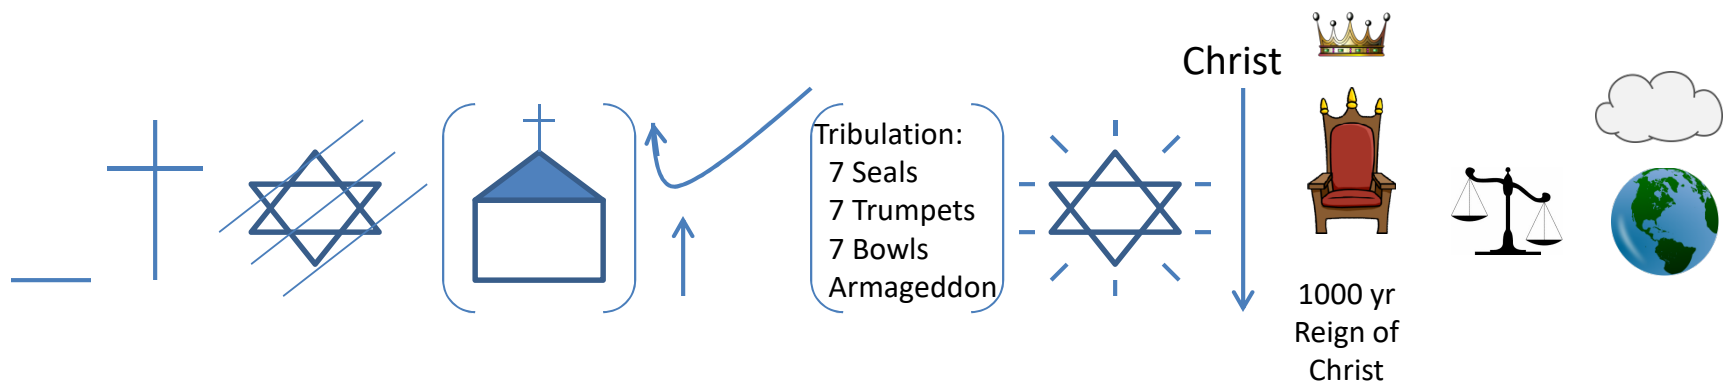 Christ
Tribulation:
7 Seals
7 Trumpets
7 Bowls
Armageddon
1000 yr
Reign of
Christ